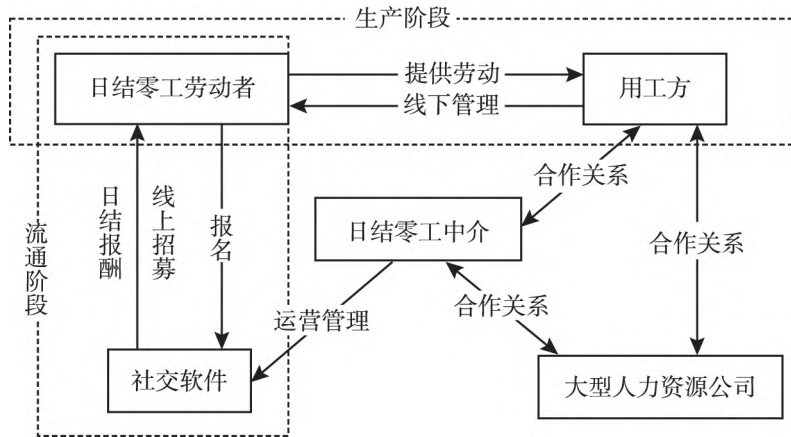 生产阶段
日结零工劳动者
提供劳动
线下管理
用工方
合作关系
日结零工中介
合作关系
流通阶段
日结报酬
线上招募
报名
运营管理
合作关系
社交软件
大型人力资源公司